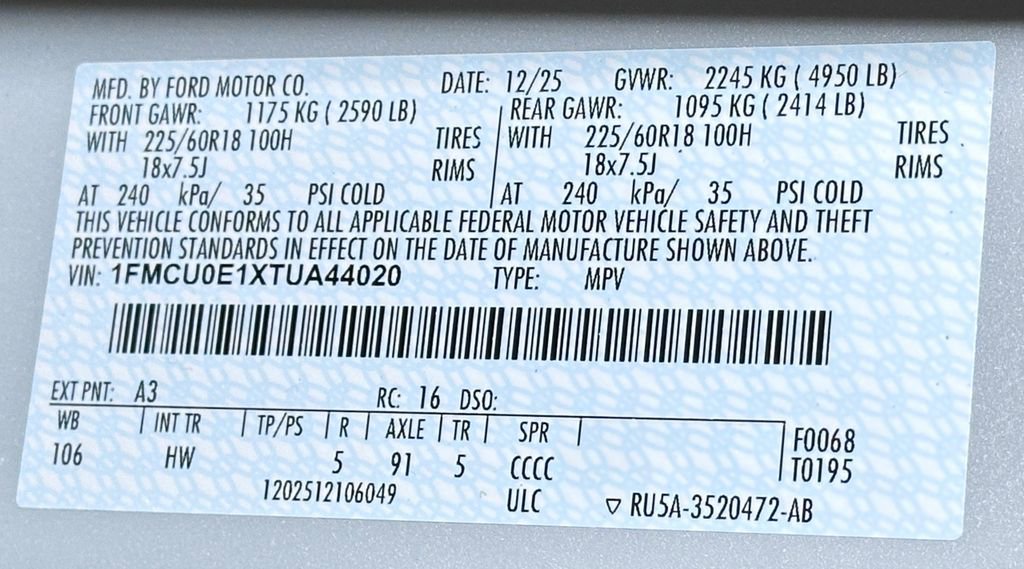 MFD. BY FORD MOTOR CO. DATE: 12/25 GVWR: 2245 KG ( 4950 LB)
FRONT GAWR: 1175 KG ( 2590 LB) REAR GAWR: 1095 KG ( 2414 LB)
WITH 225/60R18 100H TIRES WITH 225/60R18 100H TIRES
18x7.5J RIMS 18x7.5J RIMS
AT 240 kPa/ 35 PSI COLD AT 240 kPa/ 35 PSI COLD
THIS VEHICLE CONFORMS TO ALL APPLICABLE FEDERAL MOTOR VEHICLE SAFETY AND THEFT
PREVENTION STANDARDS IN EFFECT ON THE DATE OF MANUFACTURE SHOWN ABOVE.
VIN: 1FMCU0E1XTUA44020 TYPE: MPV
EXT PNT: A3 RC: 16 DSO:
WB INT TR TP/PS R AXLE TR SPR F0068
106 HW 5 91 5 CCCC T0195
1202512106049 ULC ▽ RU5A-3520472-AB